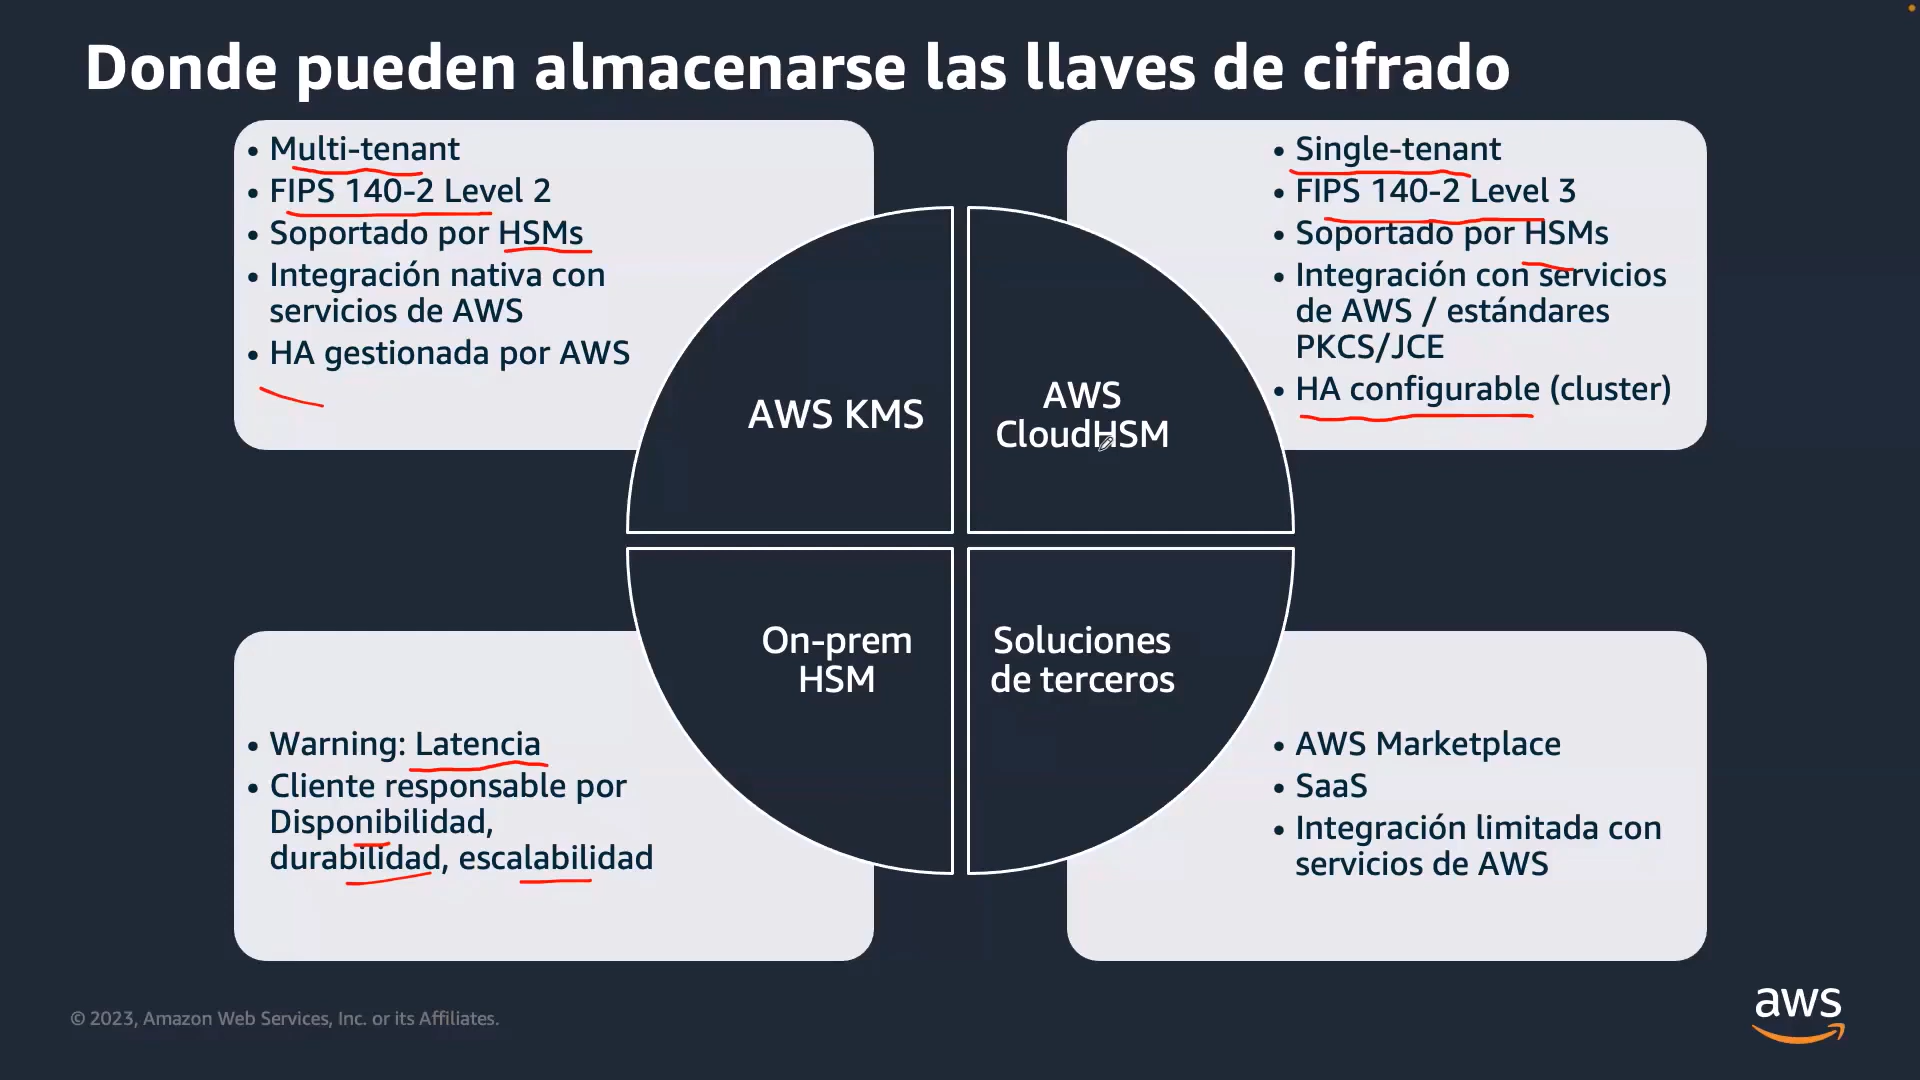 Donde pueden almacenarse las llaves de cifrado
• Multi-tenant
• FIPS 140-2 Level 2
• Soportado por HSMs
• Integración nativa con
servicios de AWS
• HA gestionada por AWS
• Single-tenant
• FIPS 140-2 Level 3
• Soportado por HSMs
• Integración con servicios
de AWS / estándares
PKCS/JCE
• HA configurable (cluster)
AWS KMS
AWS
CloudHSM
On-prem
HSM
Soluciones
de terceros
• Warning: Latencia
• Cliente responsable por
Disponibilidad,
durabilidad, escalabilidad
• AWS Marketplace
• SaaS
• Integración limitada con
servicios de AWS
© 2023, Amazon Web Services, Inc. or its Affiliates.
aws